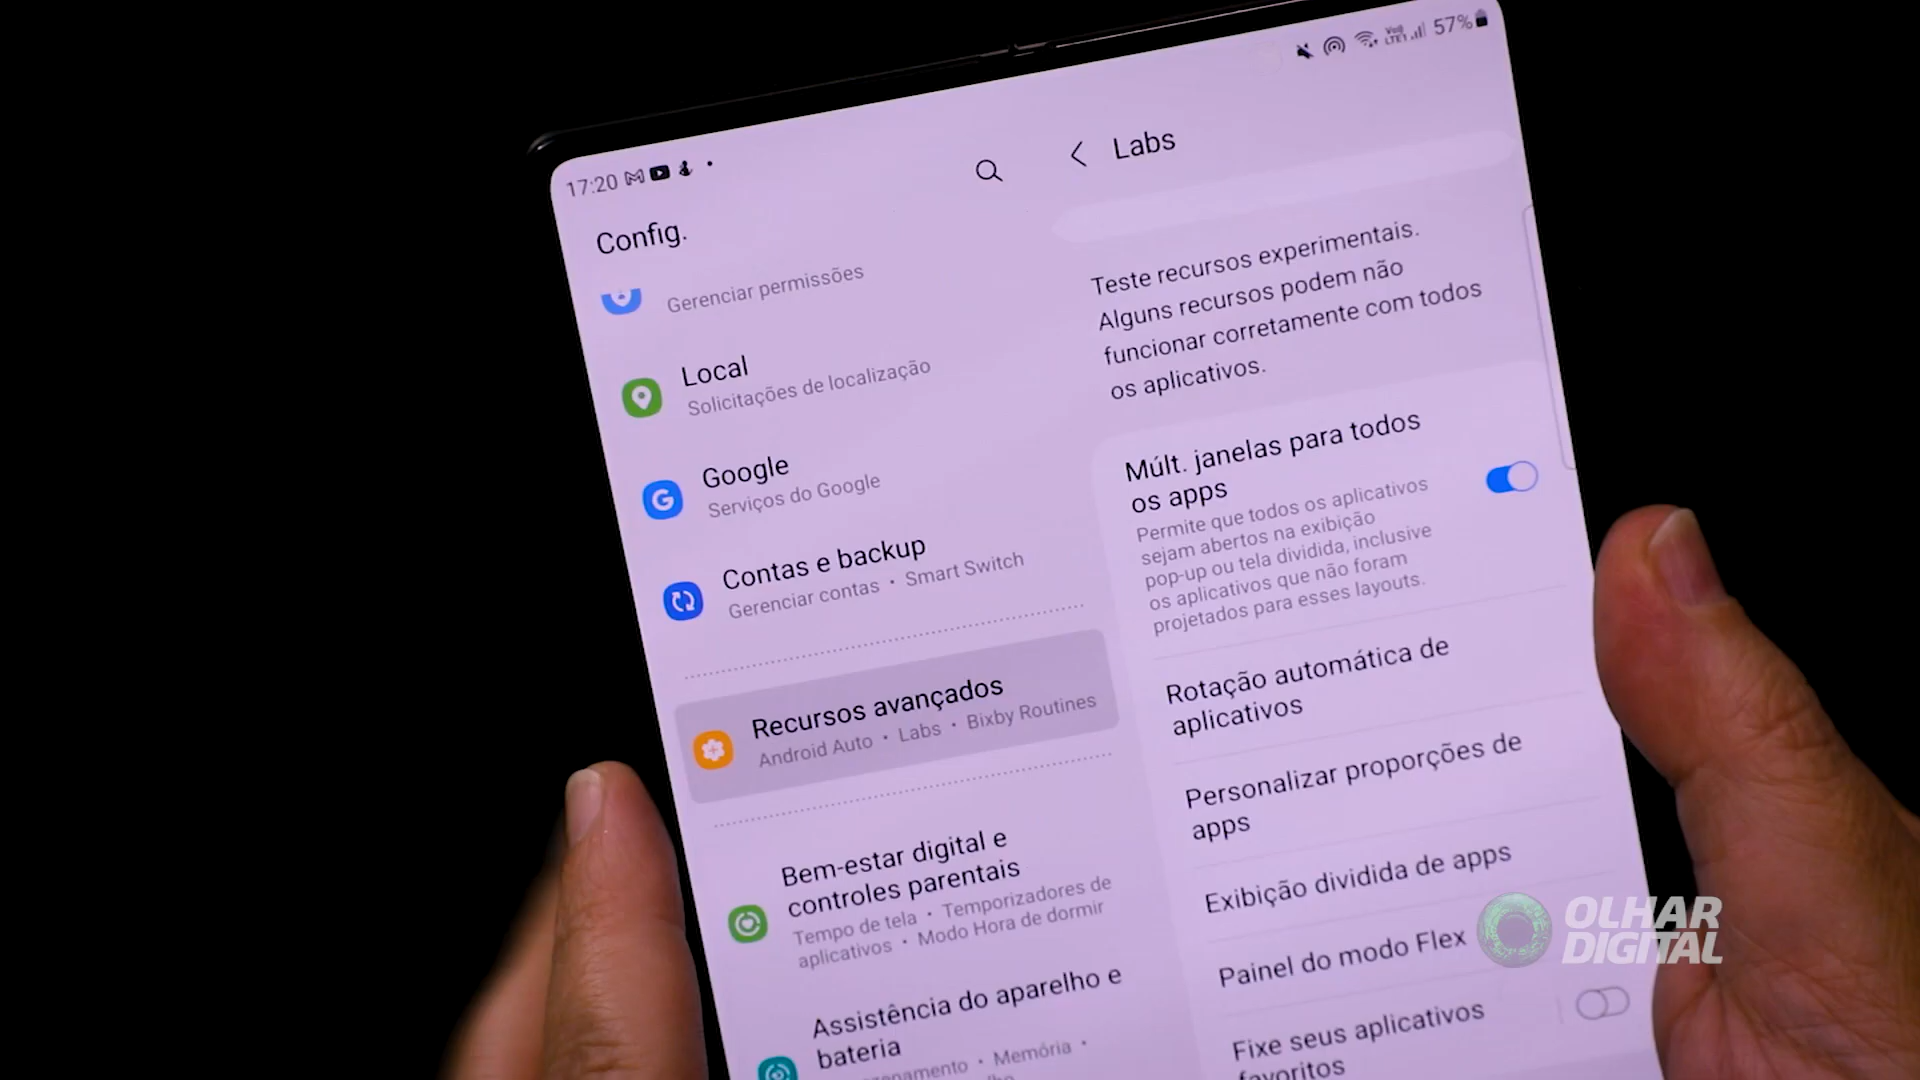 17:20
VoB
LTE1
57%
Config.
Gerenciar permissões
Local
Solicitações de localização
Google
Serviços do Google
Contas e backup
Gerenciar contas • Smart Switch
Recursos avançados
Android Auto • Labs • Bixby Routines
Bem-estar digital e
controles parentais
Tempo de tela • Temporizadores de
aplicativos • Modo Hora de dormir
Assistência do aparelho e
bateria
Memória •
Labs
Teste recursos experimentais.
Alguns recursos podem não
funcionar corretamente com todos
os aplicativos.
Múlt. janelas para todos
os apps
Permite que todos os aplicativos
sejam abertos na exibição
pop-up ou tela dividida, inclusive
os aplicativos que não foram
projetados para esses layouts.
Rotação automática de
aplicativos
Personalizar proporções de
apps
Exibição dividida de apps
Painel do modo Flex
Fixe seus aplicativos
favoritos
OLHAR
DIGITAL